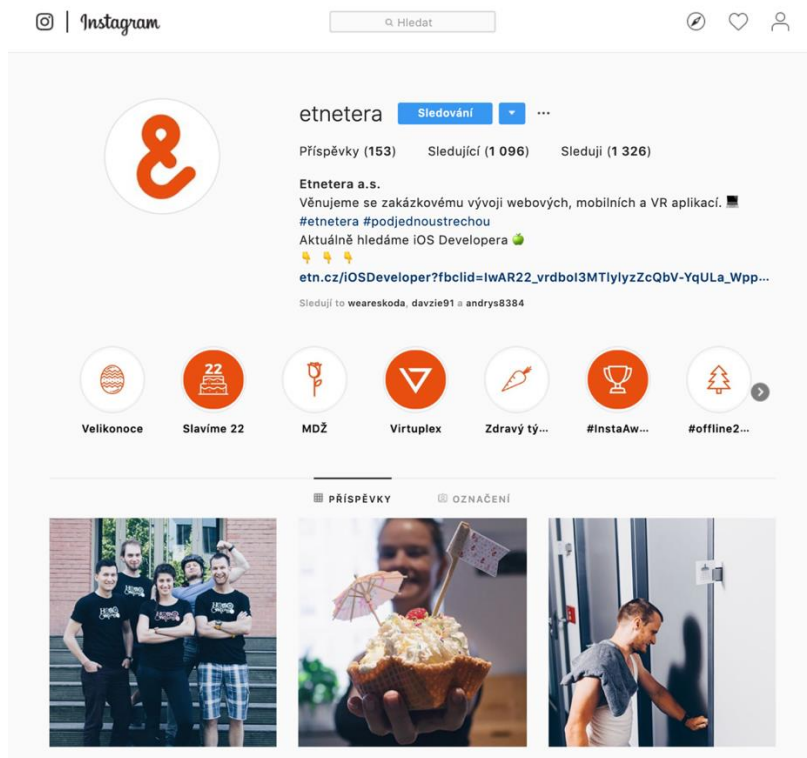 Instagram
Hledat
etnetera Sledování ...
Příspěvky (153) Sledující (1 096) Sleduji (1 326)
Etnetera a.s.
Věnujeme se zakázkovému vývoji webových, mobilních a VR aplikací.
#etnetera #podjednoustrechou
Aktuálně hledáme iOS Developera
etn.cz/iOSDeveloper?fbclid=IwAR22_vrdboI3MTlylyzZcQbV-YqULa_Wpp...
Sledují to weareskoda, davzie91 a andrys8384
22
Velikonoce Slavíme 22 MDŽ Virtuplex Zdravý tý... #InstaAw... #offline2...
PŘÍSPĚVKY OZNAČENÍ